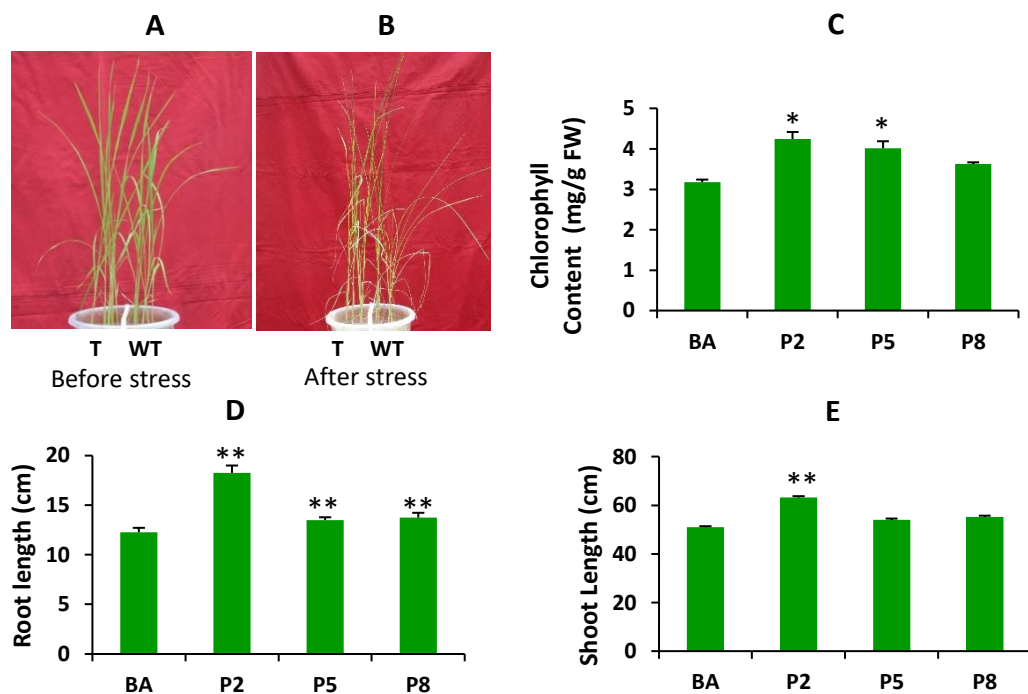 A
B
T WT
Before stress
T WT
After stress
C
Chlorophyll
Content (mg/g FW)
5
4
3
2
1
0
*
*
BA P2 P5 P8
D
Root length (cm)
20
15
10
5
0
**
**
**
BA P2 P5 P8
E
Shoot Length (cm)
80
60
40
20
0
**
BA P2 P5 P8